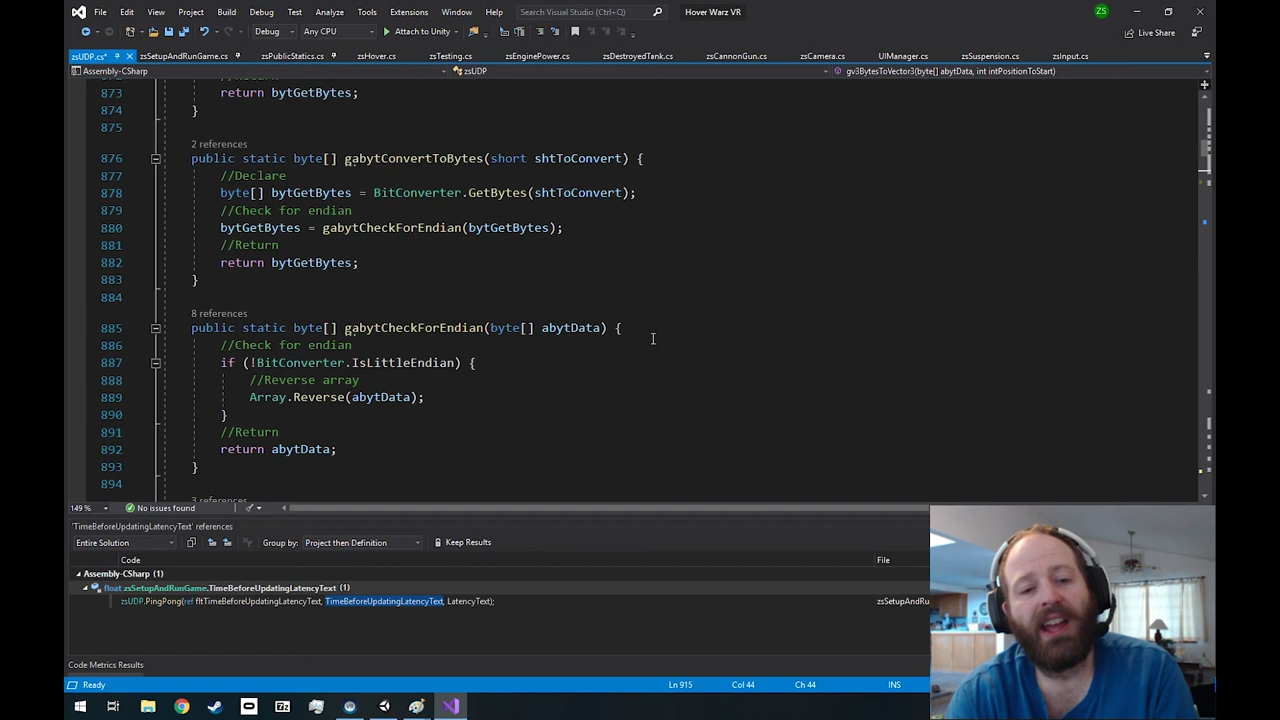 File Edit View Git Project Build Debug Test Analyze Tools Extensions Window Help Search Visual Studio (Ctrl+Q) Hover Warz VR ZS
Debug Any CPU Attach to Unity Live Share
zsUDP.cs* zsSetupAndRunGame.cs zsPublicStatics.cs zsHover.cs zsTesting.cs zsEnginePower.cs zsDestroyedTank.cs zsCannonGun.cs zsCamera.cs UIManager.cs zsSuspension.cs zsInput.cs
Assembly-CSharp zsUDP gv3BytesToVector3(byte[] abytData, int intPositionToStart)
873 return bytGetBytes;
874 }
875
2 references
876 public static byte[] gabytConvertToBytes(short shtToConvert) {
877 //Declare
878 byte[] bytGetBytes = BitConverter.GetBytes(shtToConvert);
879 //Check for endian
880 bytGetBytes = gabytCheckForEndian(bytGetBytes);
881 //Return
882 return bytGetBytes;
883 }
884
8 references
885 public static byte[] gabytCheckForEndian(byte[] abytData) {
886 //Check for endian
887 if (!BitConverter.IsLittleEndian) {
888 //Reverse array
889 Array.Reverse(abytData);
890 }
891 //Return
892 return abytData;
893 }
894
3 references
149 % No issues found
'TimeBeforeUpdatingLatencyText' references
Entire Solution Group by: Project then Definition Keep Results
Code File
Assembly-CSharp (1)
float zsSetupAndRunGame.TimeBeforeUpdatingLatencyText (1)
zsUDP.PingPong(ref fltTimeBeforeUpdatingLatencyText, TimeBeforeUpdatingLatencyText, LatencyText); zsSetupAndRu
Code Metrics Results
Ready Ln 915 Col 44 Ch 44 INS